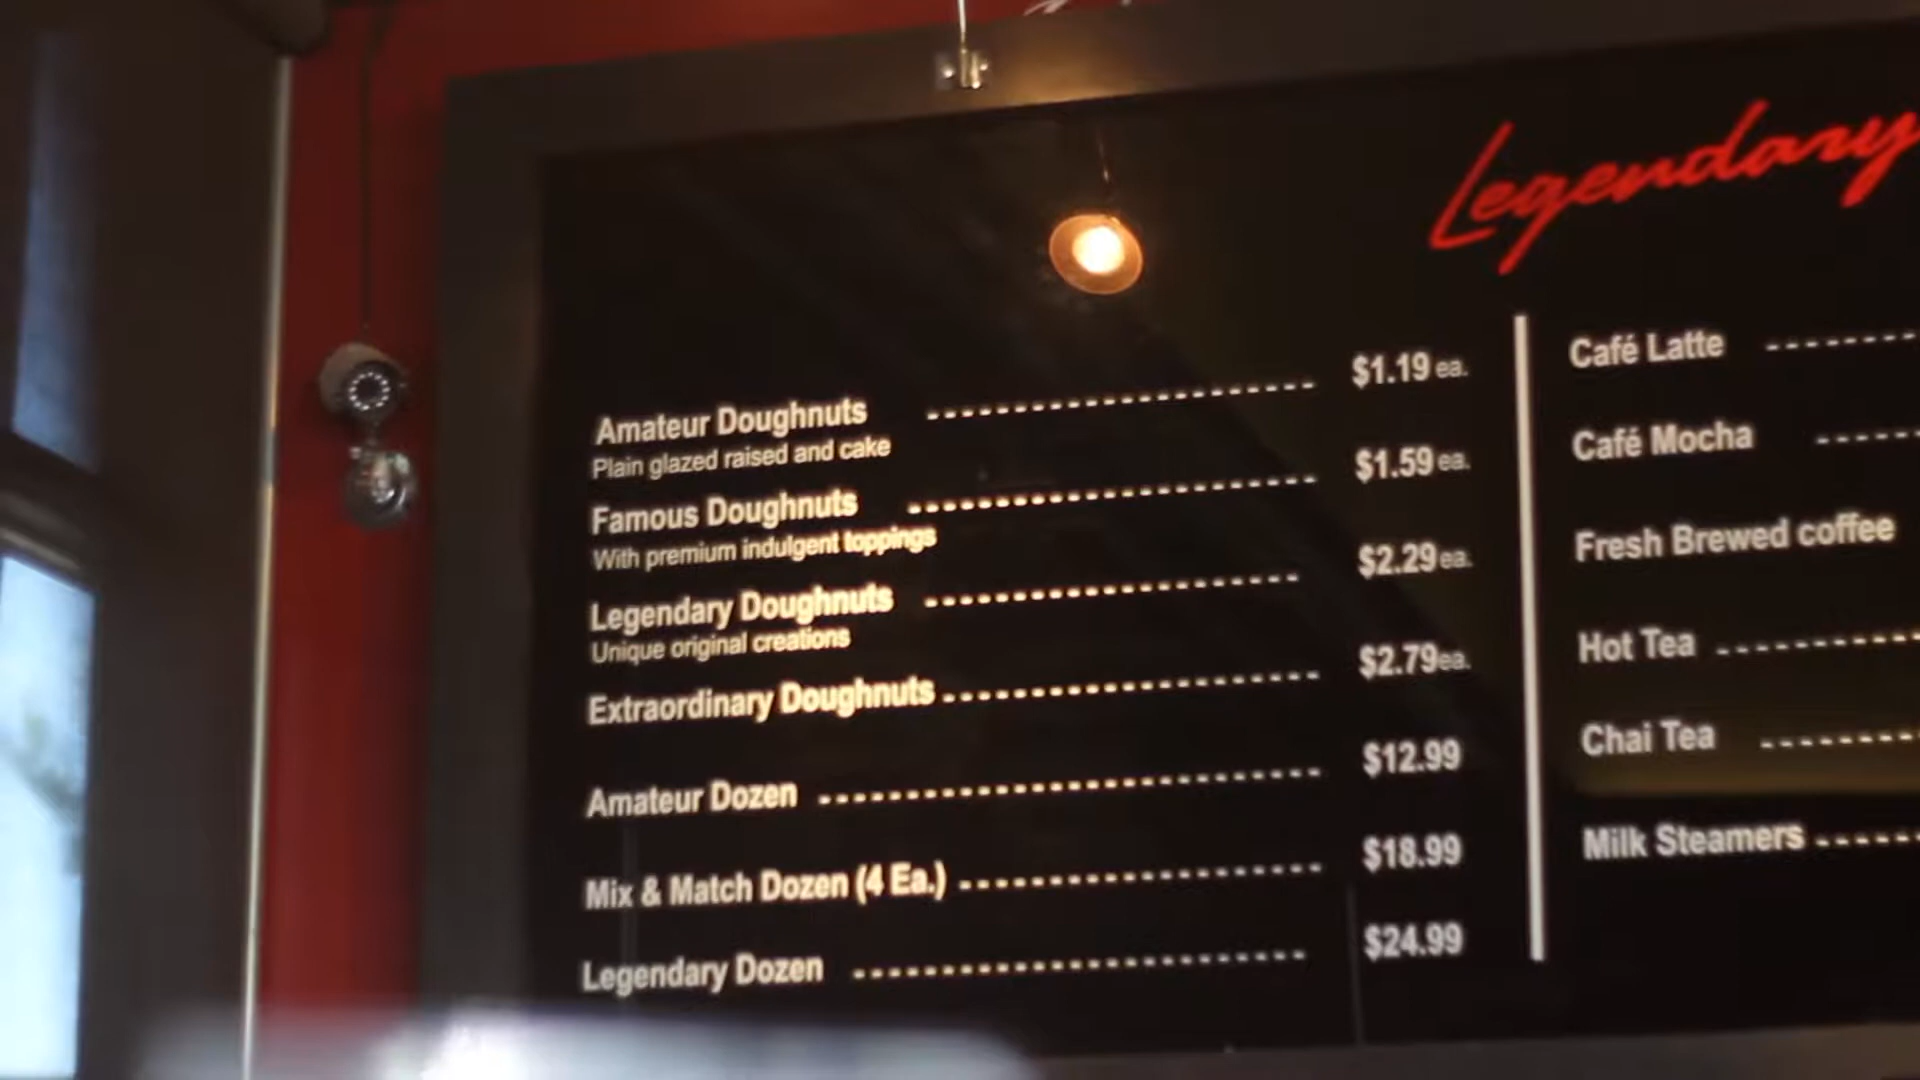 Legendary
Amateur Doughnuts -------------------- $1.19 ea.
Plain glazed raised and cake
Famous Doughnuts -------------------- $1.59 ea.
With premium indulgent toppings
Legendary Doughnuts -------------------- $2.29 ea.
Unique original creations
Extraordinary Doughnuts -------------------- $2.79 ea.
Amateur Dozen -------------------- $12.99
Mix & Match Dozen (4 Ea.) -------------------- $18.99
Legendary Dozen -------------------- $24.99
Café Latte
Café Mocha
Fresh Brewed coffee
Hot Tea
Chai Tea
Milk Steamers